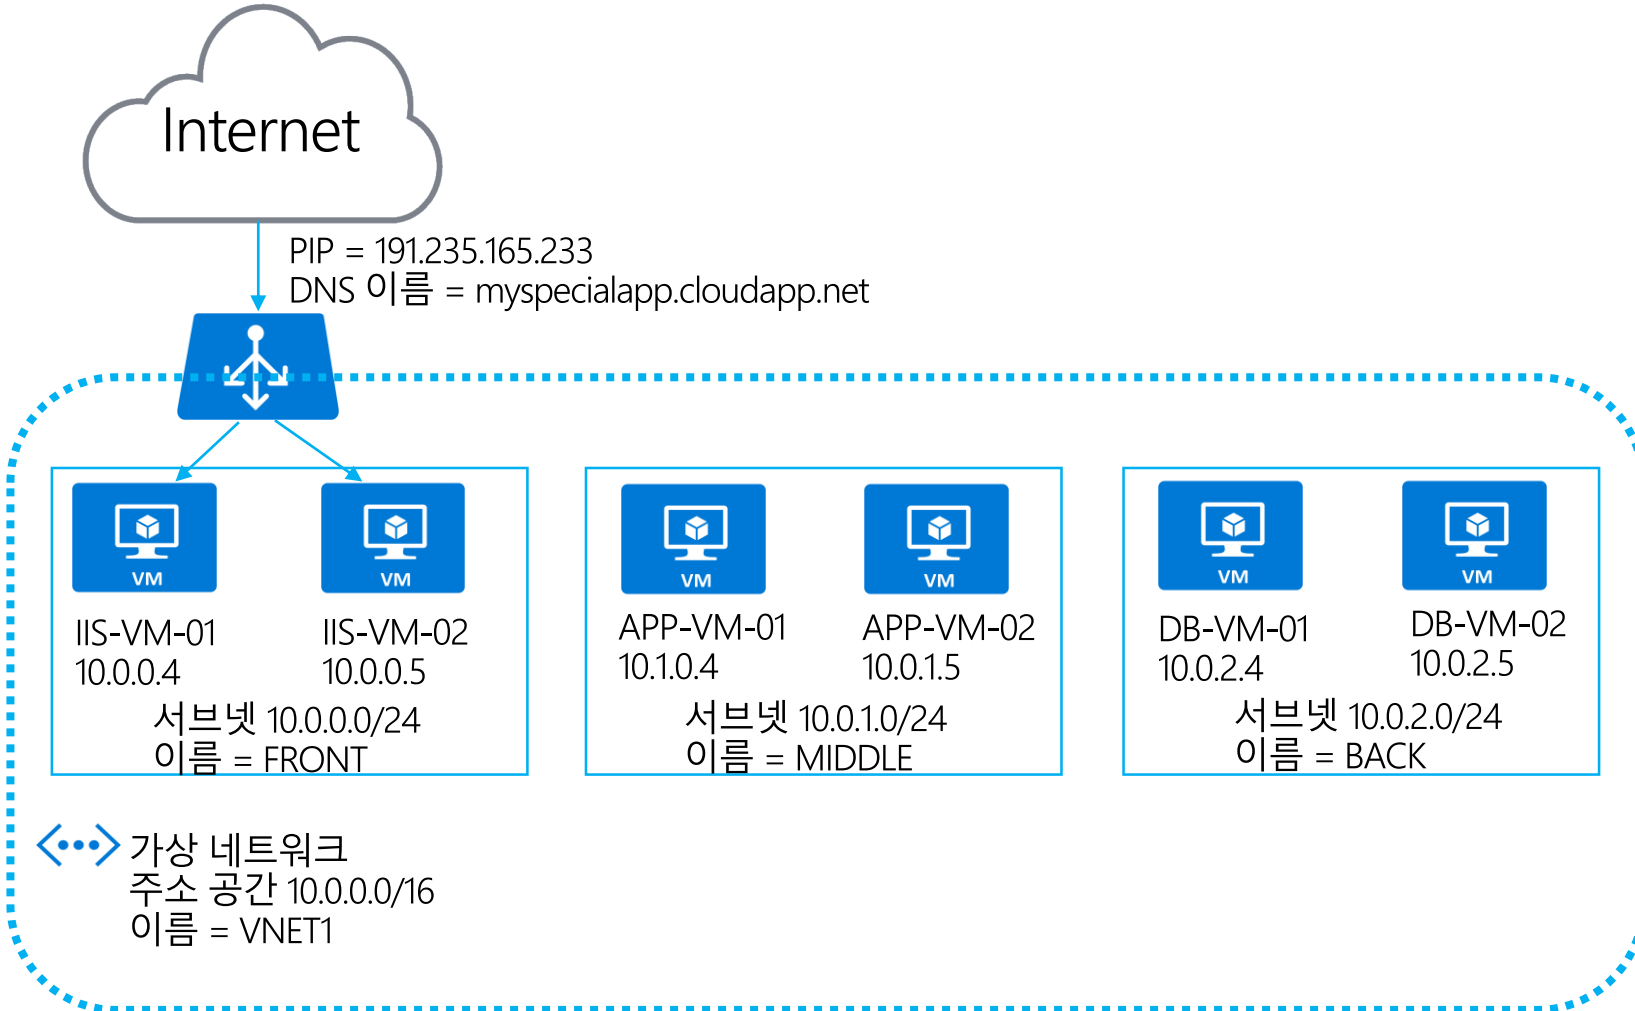 Internet
PIP = 191.235.165.233
DNS 이름 = myspecialapp.cloudapp.net
VM
VM
VM
VM
VM
VM
IIS-VM-01
10.0.0.4
IIS-VM-02
10.0.0.5
서브넷 10.0.0.0/24
이름 = FRONT
APP-VM-01
10.1.0.4
APP-VM-02
10.0.1.5
서브넷 10.0.1.0/24
이름 = MIDDLE
DB-VM-01
10.0.2.4
DB-VM-02
10.0.2.5
서브넷 10.0.2.0/24
이름 = BACK
가상 네트워크
주소 공간 10.0.0.0/16
이름 = VNET1